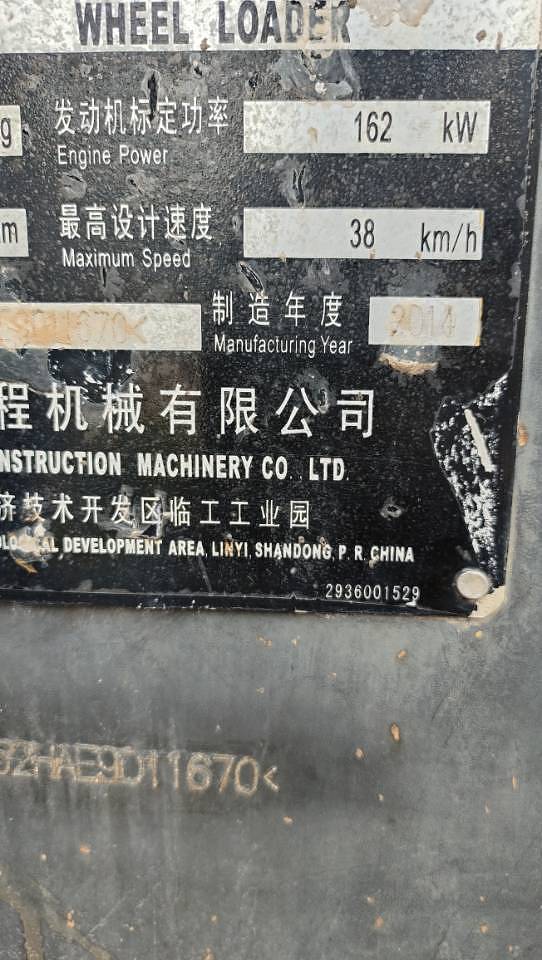 WHEEL LOADER
g 发动机标定功率 162 kW
Engine Power
m 最高设计速度 38 km/h
Maximum Speed
1670< 制造年度 2014
Manufacturing Year
程机械有限公司
NSTRUCTION MACHINERY CO. LTD.
济技术开发区临工工业园
DEVELOPMENT AREA, LINYI, SHANDONG, P. R. CHINA
2936001529
32HAE9D11670<